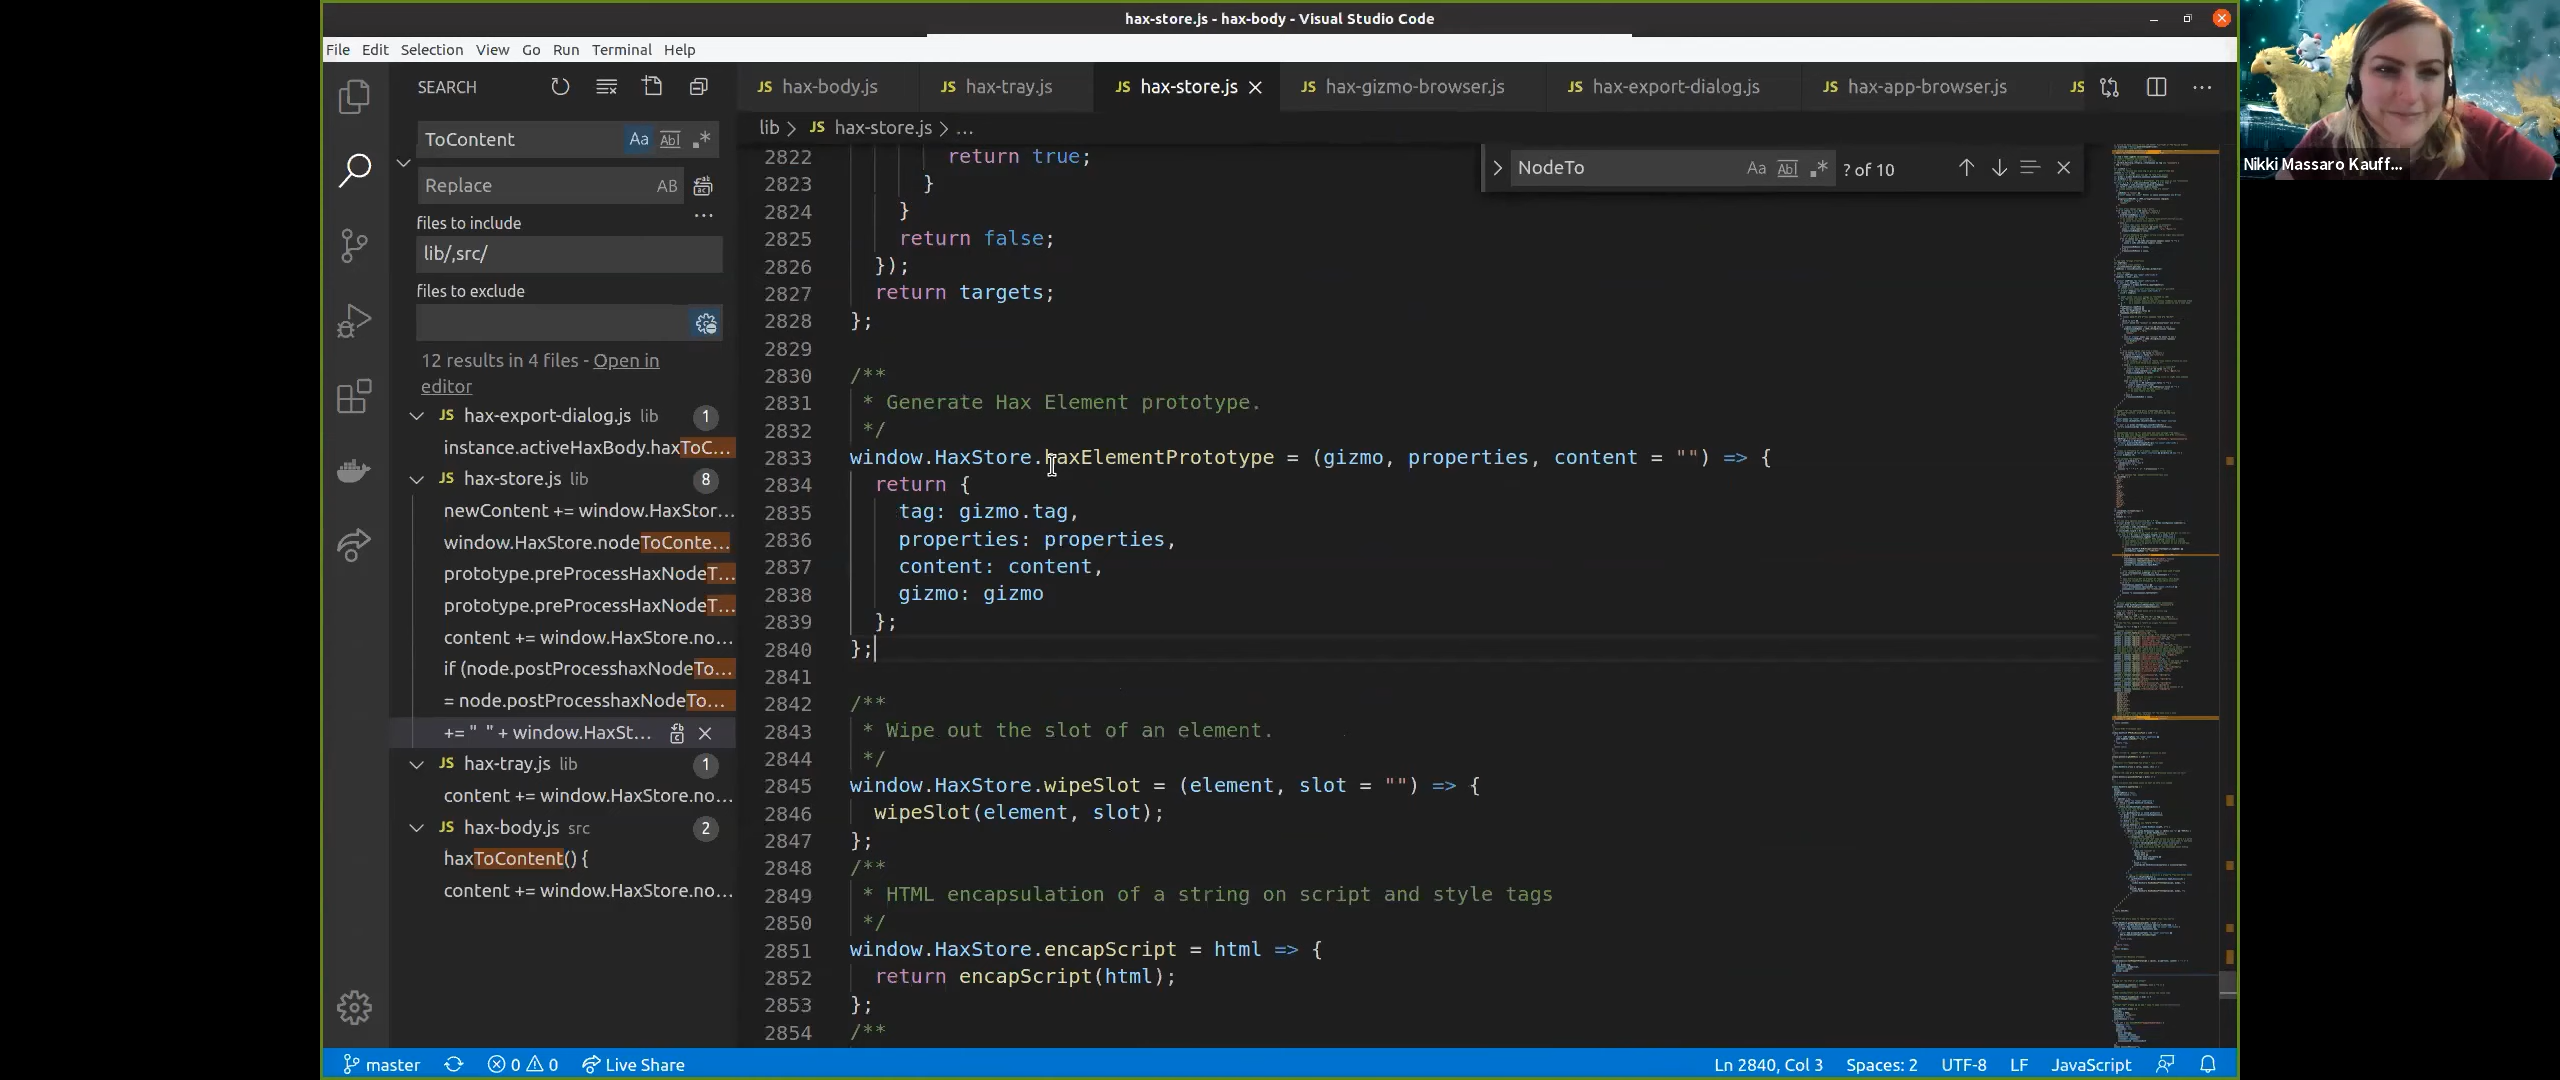 hax-store.js - hax-body - Visual Studio Code
File Edit Selection View Go Run Terminal Help
SEARCH
ToContent
Aa Abl .*
Replace
AB
files to include
lib/,src/
files to exclude
12 results in 4 files - Open in
editor
JS hax-export-dialog.js lib 1
instance.activeHaxBody.haxToC...
JS hax-store.js lib 8
newContent += window.HaxStor...
window.HaxStore.nodeToConte...
prototype.preProcessHaxNodeT...
prototype.preProcessHaxNodeT...
content += window.HaxStore.no...
if (node.postProcesshaxNodeTo...
= node.postProcesshaxNodeTo...
+= " " + window.HaxSt...
JS hax-tray.js lib 1
content += window.HaxStore.no...
JS hax-body.js src 2
haxToContent() {
content += window.HaxStore.no...
JS hax-body.js JS hax-tray.js JS hax-store.js JS hax-gizmo-browser.js JS hax-export-dialog.js JS hax-app-browser.js JS
lib > JS hax-store.js > ...
NodeTo Aa Abl .* ? of 10
2822 return true;
2823 }
2824 }
2825 return false;
2826 });
2827 return targets;
2828 };
2829
2830 /**
2831 * Generate Hax Element prototype.
2832 */
2833 window.HaxStore.haxElementPrototype = (gizmo, properties, content = "") => {
2834 return {
2835 tag: gizmo.tag,
2836 properties: properties,
2837 content: content,
2838 gizmo: gizmo
2839 };
2840 };
2841
2842 /**
2843 * Wipe out the slot of an element.
2844 */
2845 window.HaxStore.wipeSlot = (element, slot = "") => {
2846 wipeSlot(element, slot);
2847 };
2848 /**
2849 * HTML encapsulation of a string on script and style tags
2850 */
2851 window.HaxStore.encapScript = html => {
2852 return encapScript(html);
2853 };
2854 /**
master 0 0 Live Share
Ln 2840, Col 3 Spaces: 2 UTF-8 LF JavaScript
Nikki Massaro Kauff...